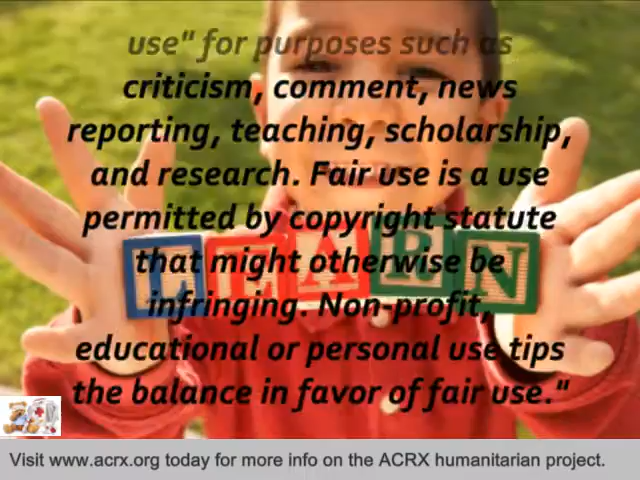 use" for purposes such as
criticism, comment, news
reporting, teaching, scholarship,
and research. Fair use is a use
permitted by copyright statute
that might otherwise be
infringing. Non-profit,
educational or personal use tips
the balance in favor of fair use."
LEARN
Visit www.acrx.org today for more info on the ACRX humanitarian project.